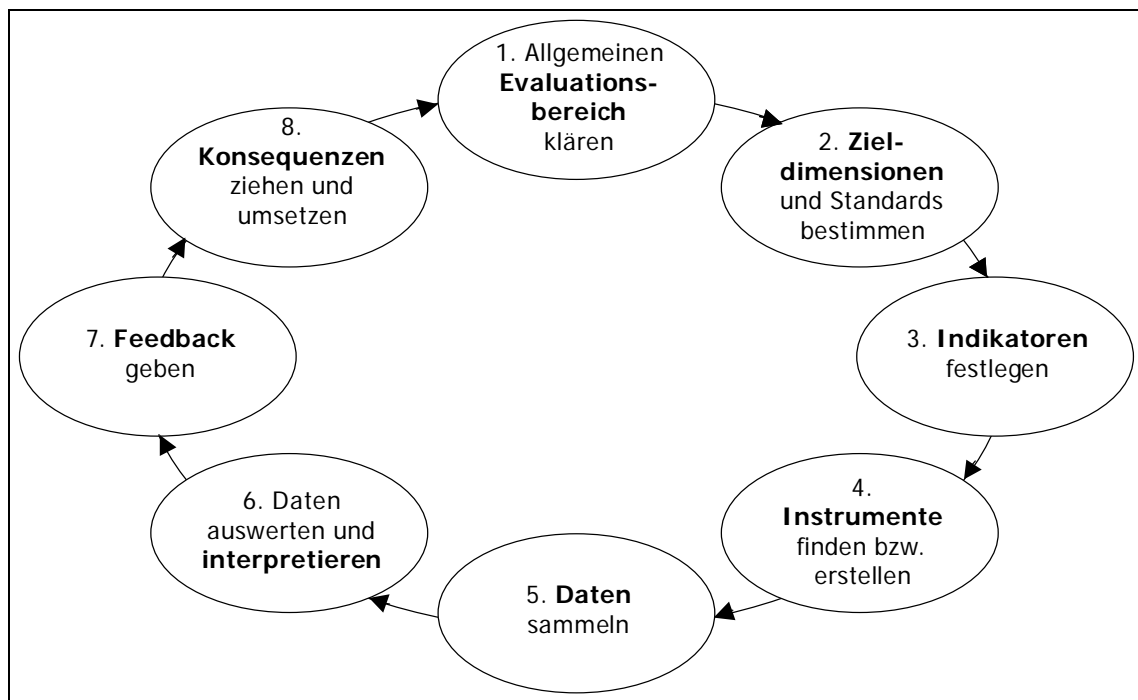 1. Allgemeinen
Evaluations-
bereich
klären
2. Ziel-
dimensionen
und Standards
bestimmen
3. Indikatoren
festlegen
4.
Instrumente
finden bzw.
erstellen
5. Daten
sammeln
6. Daten
auswerten und
interpretieren
7. Feedback
geben
8.
Konsequenzen
ziehen und
umsetzen